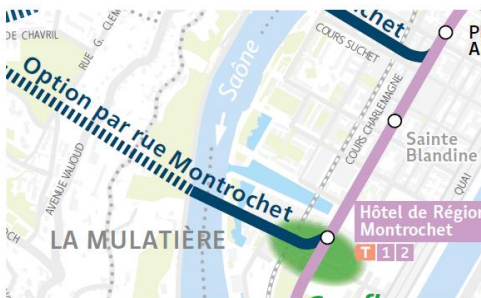 DE CHAVRIL
RUE G. CLEM
COURS SUCHET
Option par rue Montrochet
Saône
COURS CHARLEMAGNE
Sainte
Blandine
AVENUE VALIOUD
QUAI
Hôtel de Région
Montrochet
T 1 2
LA MULATIÈRE